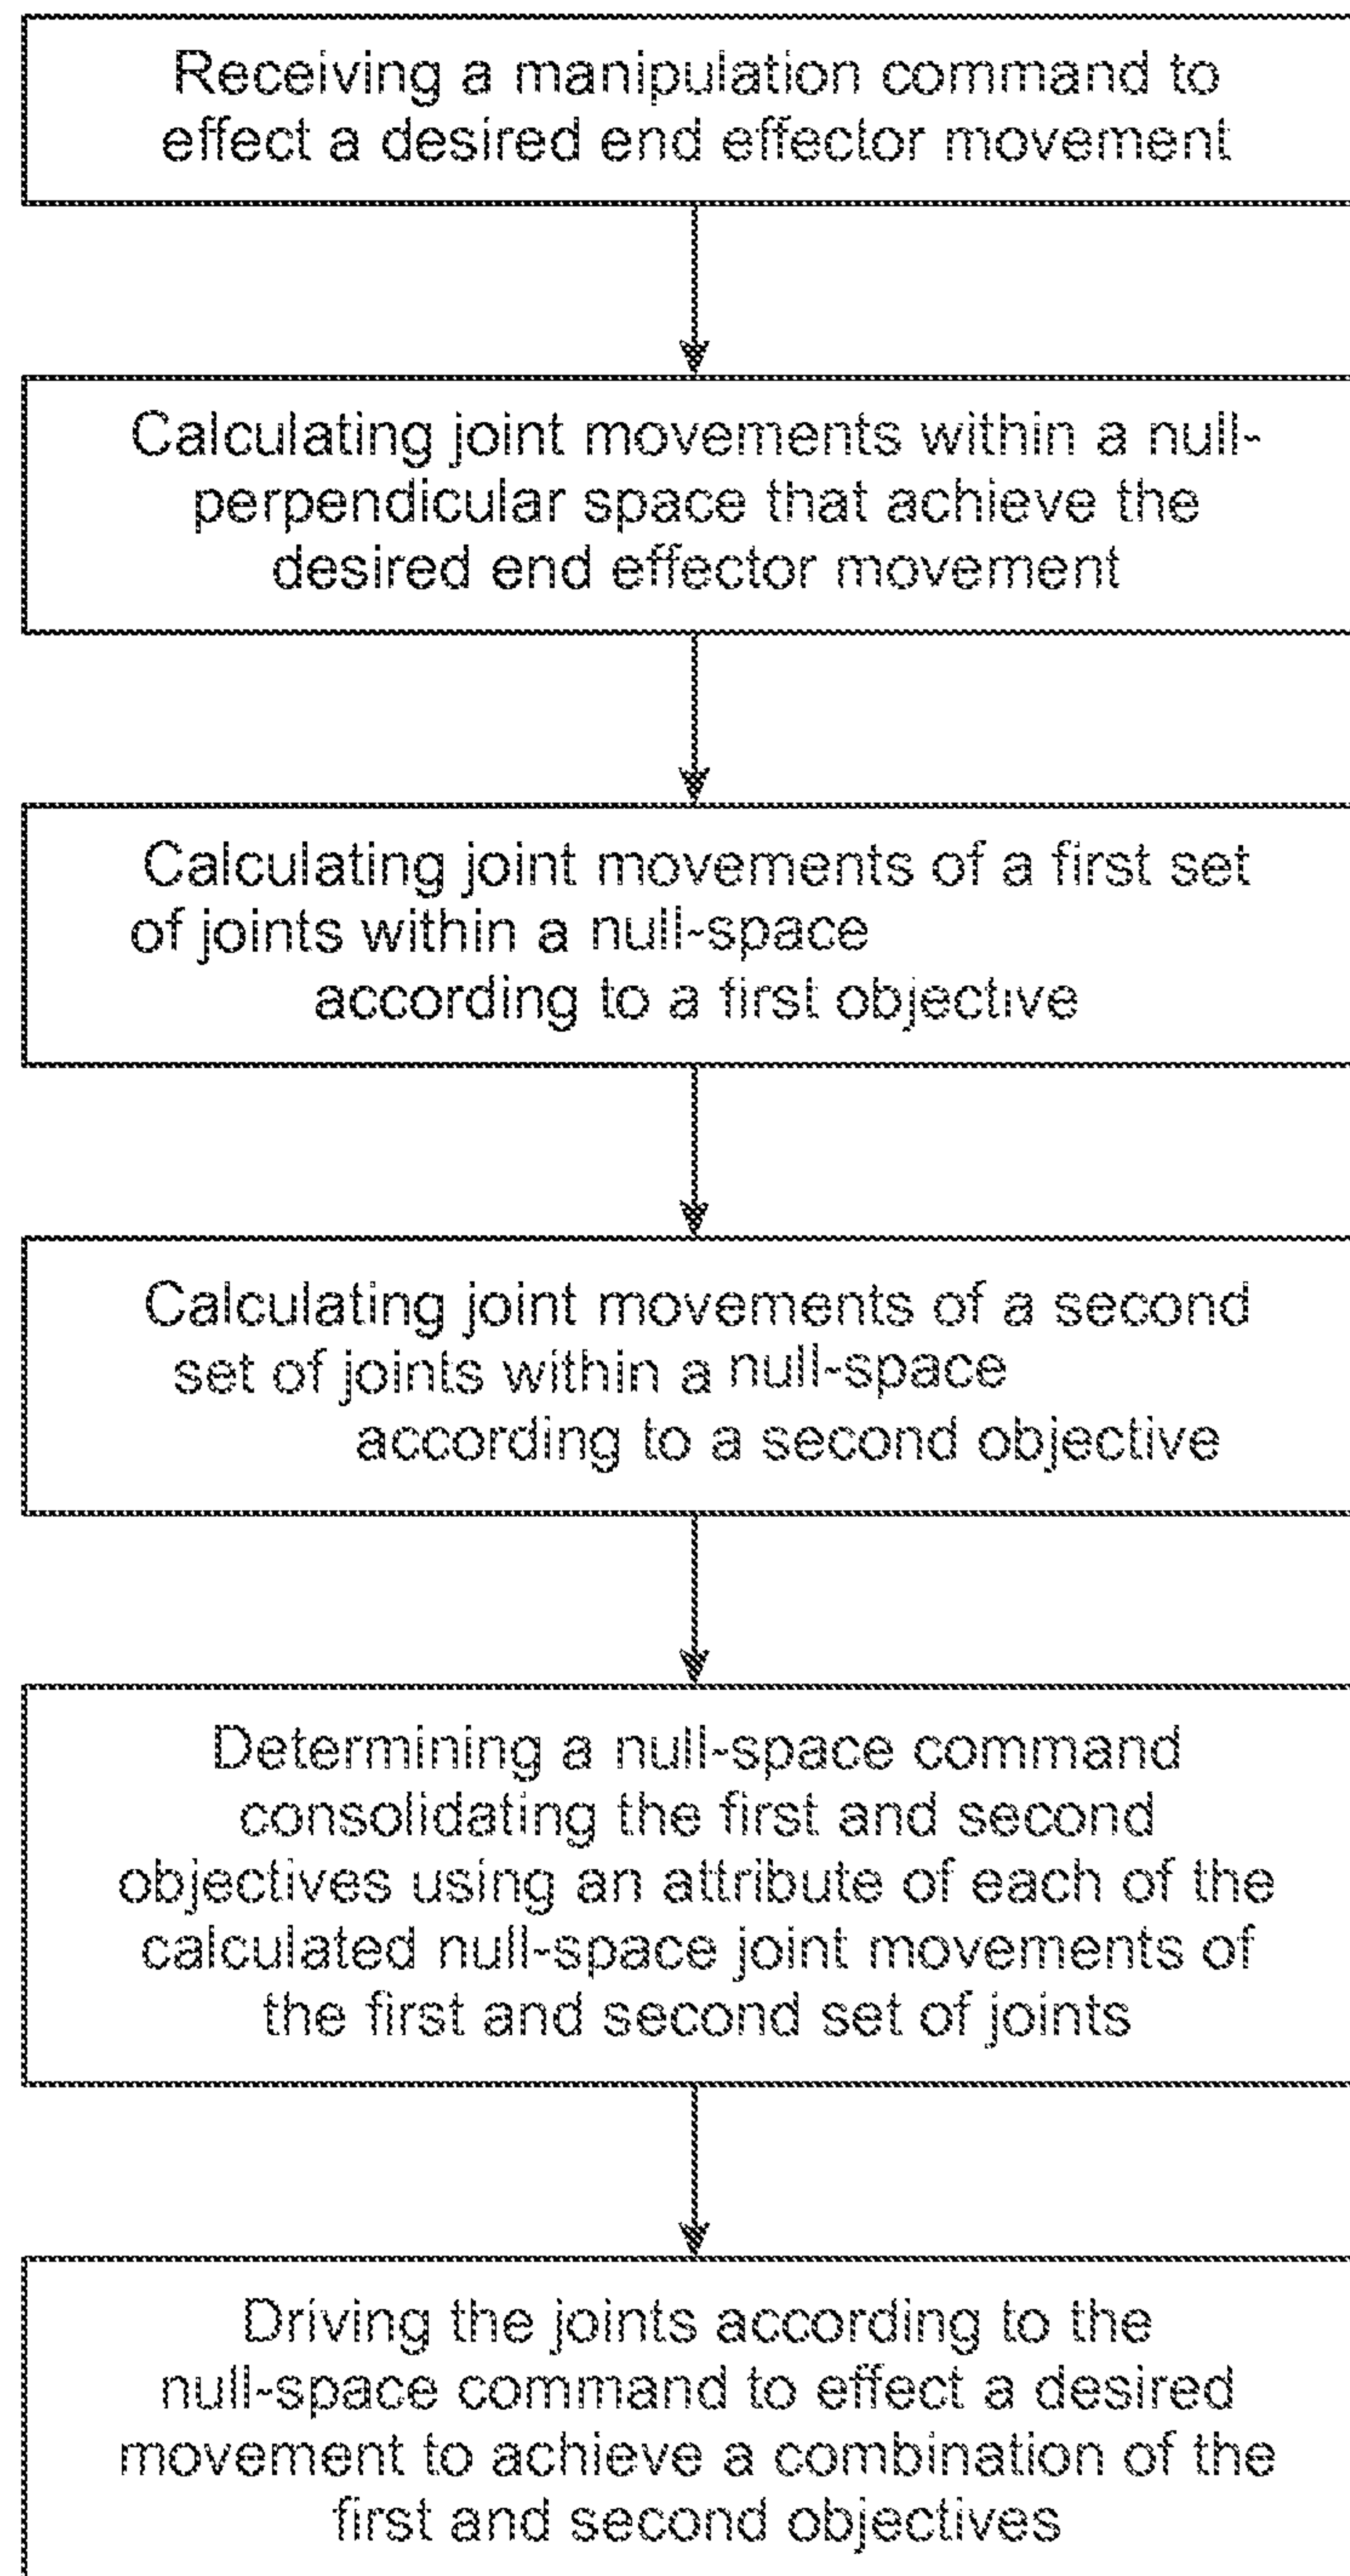 Receiving a manipulation command to
effect a desired end effector movement
Calculating joint movements within a null-
perpendicular space that achieve the
desired end effector movement
Calculating joint movements of a first set
of joints within a null-space
according to a first objective
Calculating joint movements of a second
set of joints within a null-space
according to a second objective
Determining a null-space command
consolidating the first and second
objectives using an attribute of each of the
calculated null-space joint movements of
the first and second set of joints
Driving the joints according to the
null-space command to effect a desired
movement to achieve a combination of the
first and second objectives